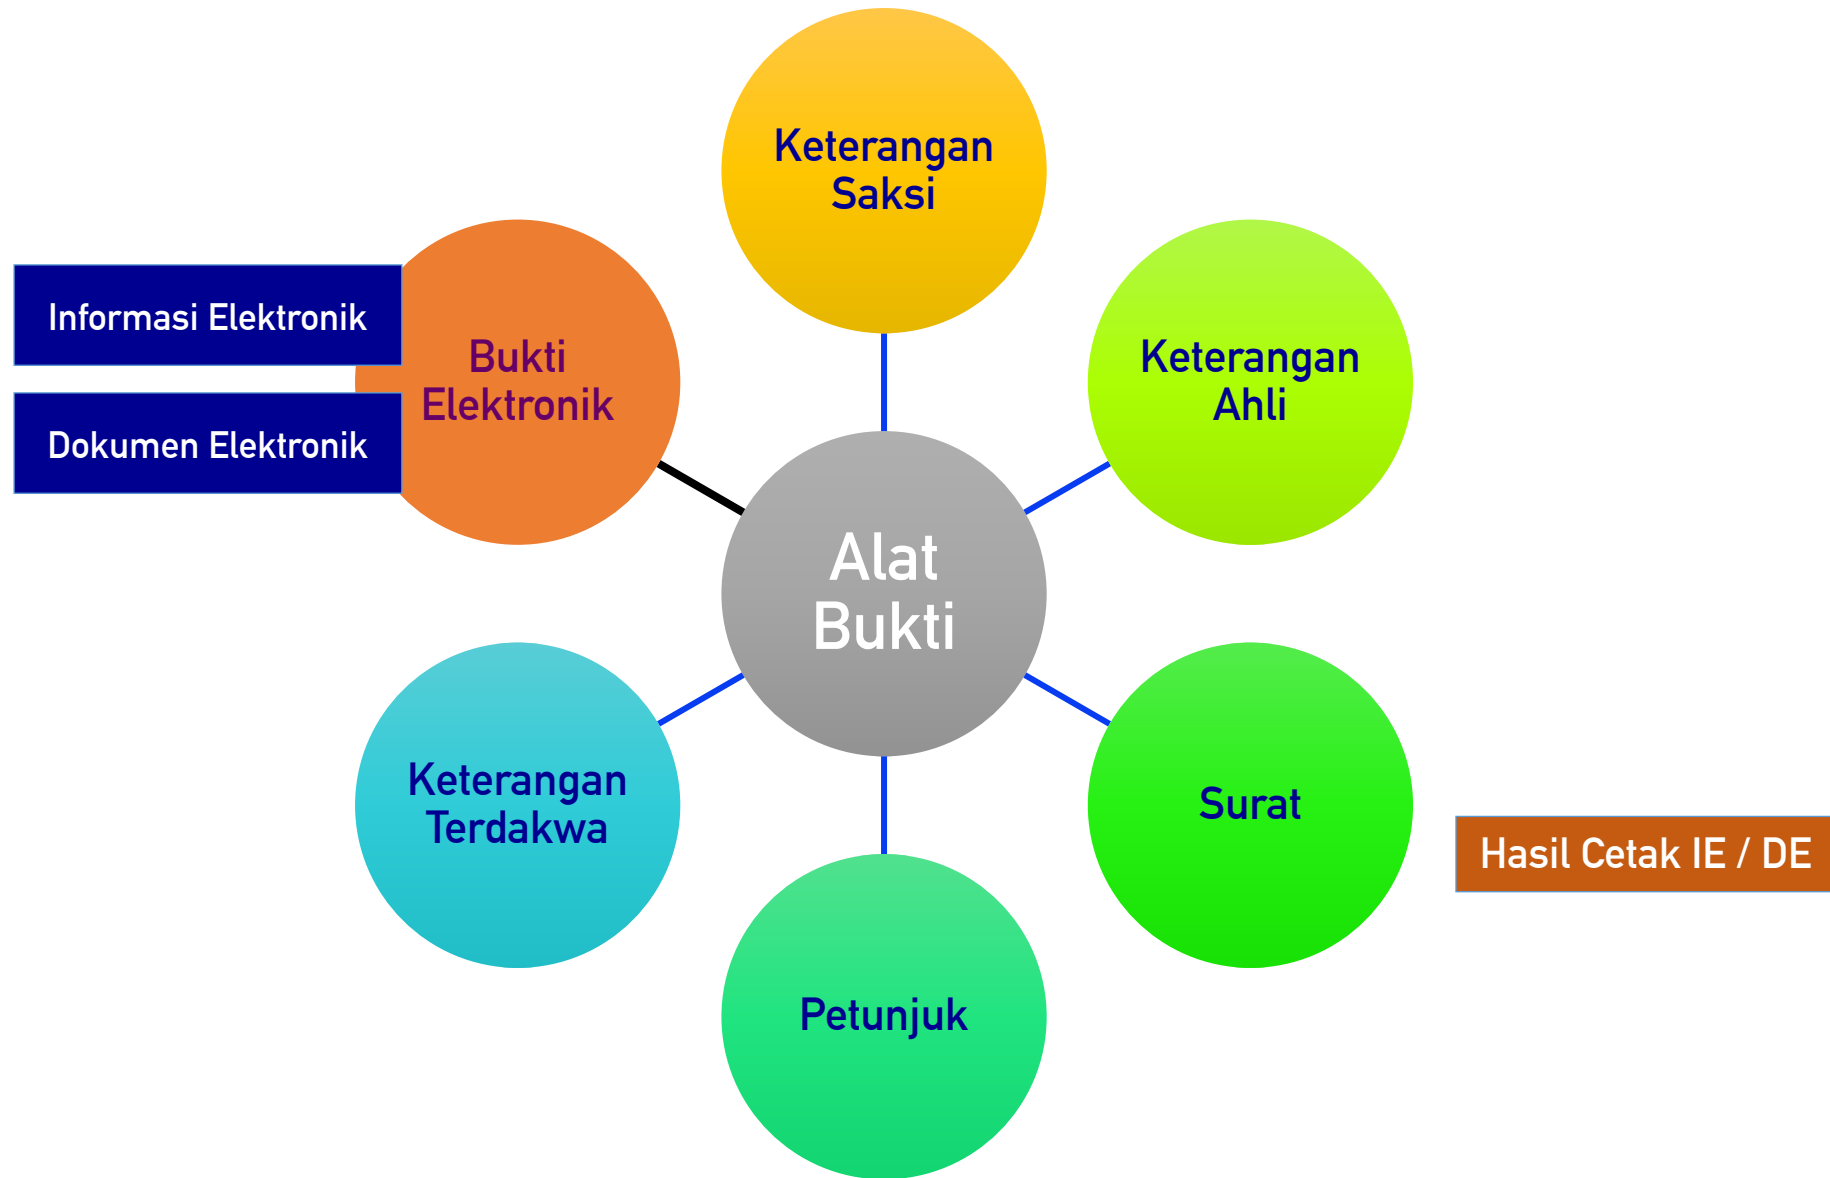 Keterangan
Saksi
Informasi Elektronik
Dokumen Elektronik
Bukti
Elektronik
Keterangan
Ahli
Alat
Bukti
Keterangan
Terdakwa
Surat
Hasil Cetak IE / DE
Petunjuk